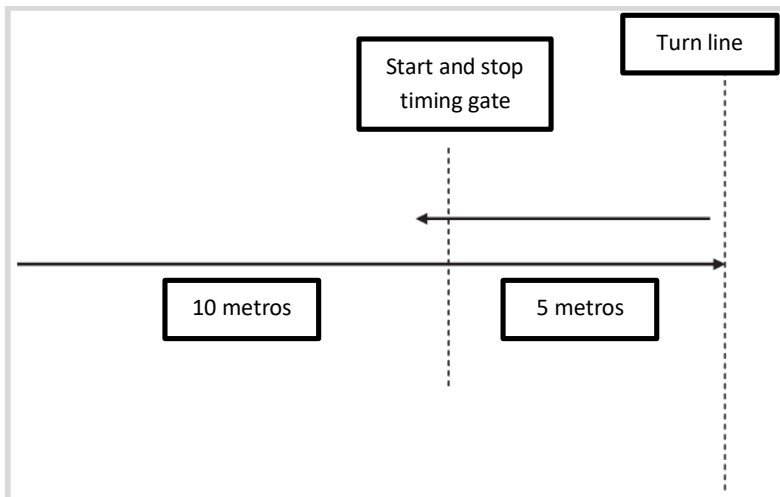 Turn line
Start and stop
timing gate
10 metros
5 metros